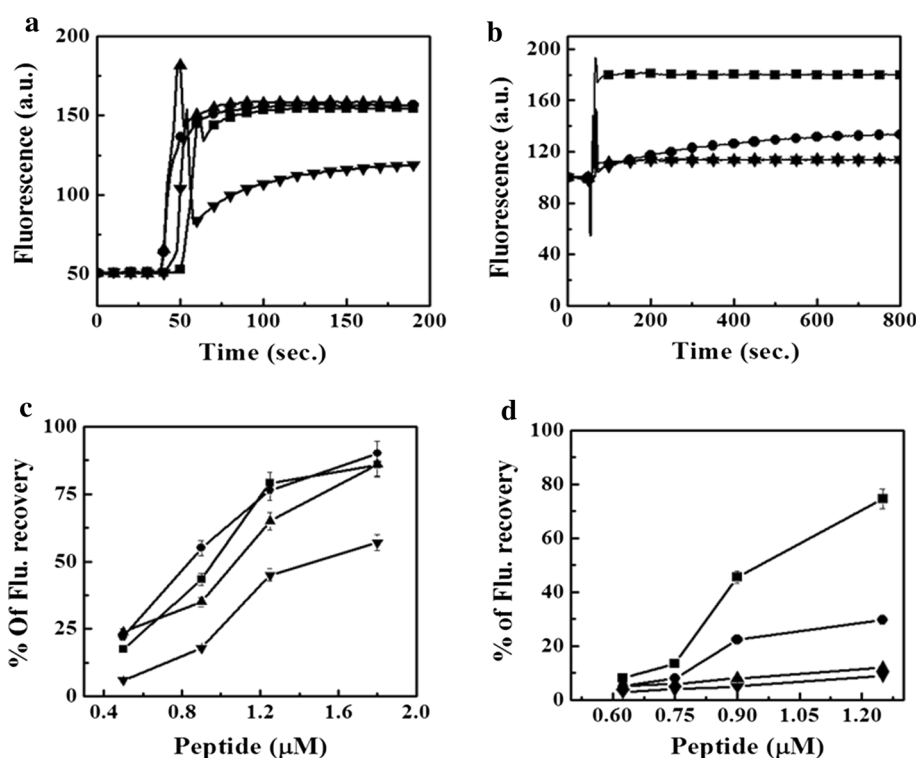 a
200
150
100
50
Fluorescence (a.u.)
0 50 100 150 200
Time (sec.)
b
200
160
120
80
40
0
Fluorescence (a.u.)
0 200 400 600 800
Time (sec.)
c
100
75
50
25
0
% Of Flu. recovery
0.4 0.8 1.2 1.6 2.0
Peptide (µM)
d
100
80
60
40
20
0
% of Flu. recovery
0.60 0.75 0.90 1.05 1.20
Peptide (µM)